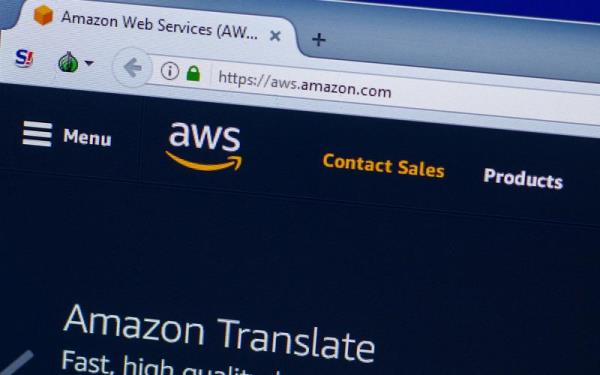 Amazon Web Services (AW...
S!
https://aws.amazon.com
Menu
aws
Contact Sales
Products
Amazon Translate
Fast, high